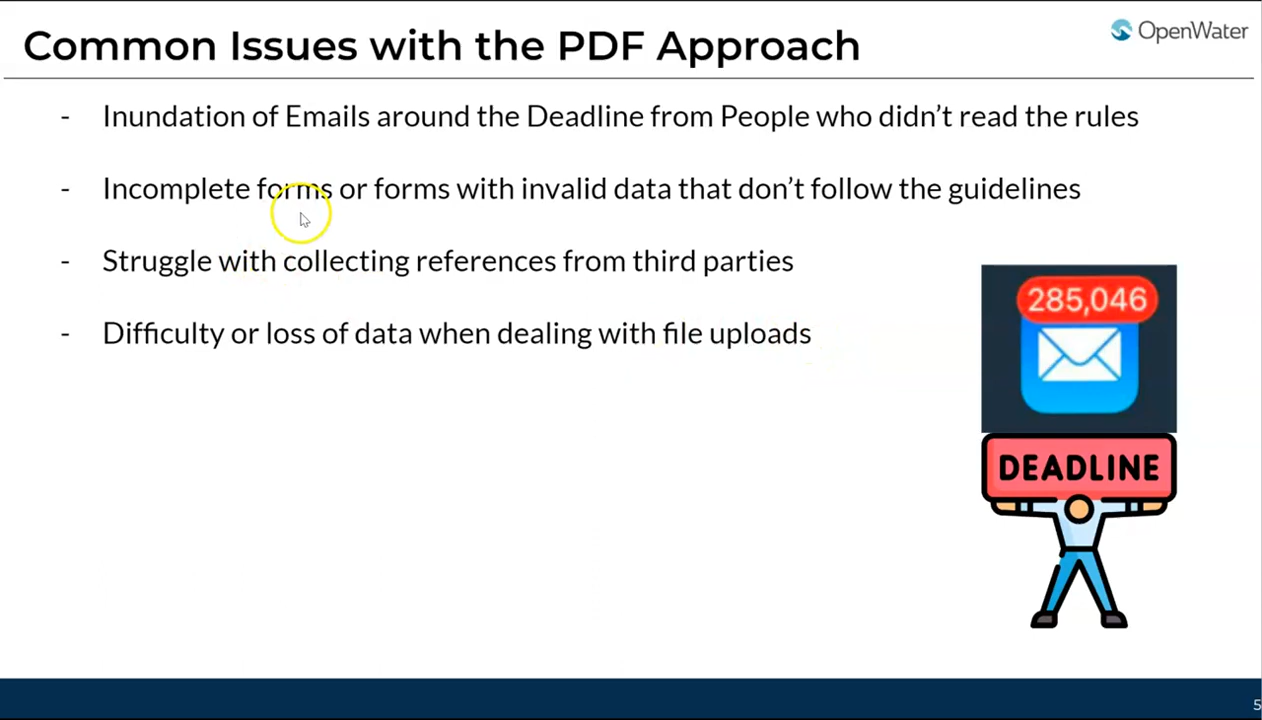 Common Issues with the PDF Approach
OpenWater
- Inundation of Emails around the Deadline from People who didn’t read the rules
- Incomplete forms or forms with invalid data that don’t follow the guidelines
- Struggle with collecting references from third parties
- Difficulty or loss of data when dealing with file uploads
285,046
DEADLINE
5